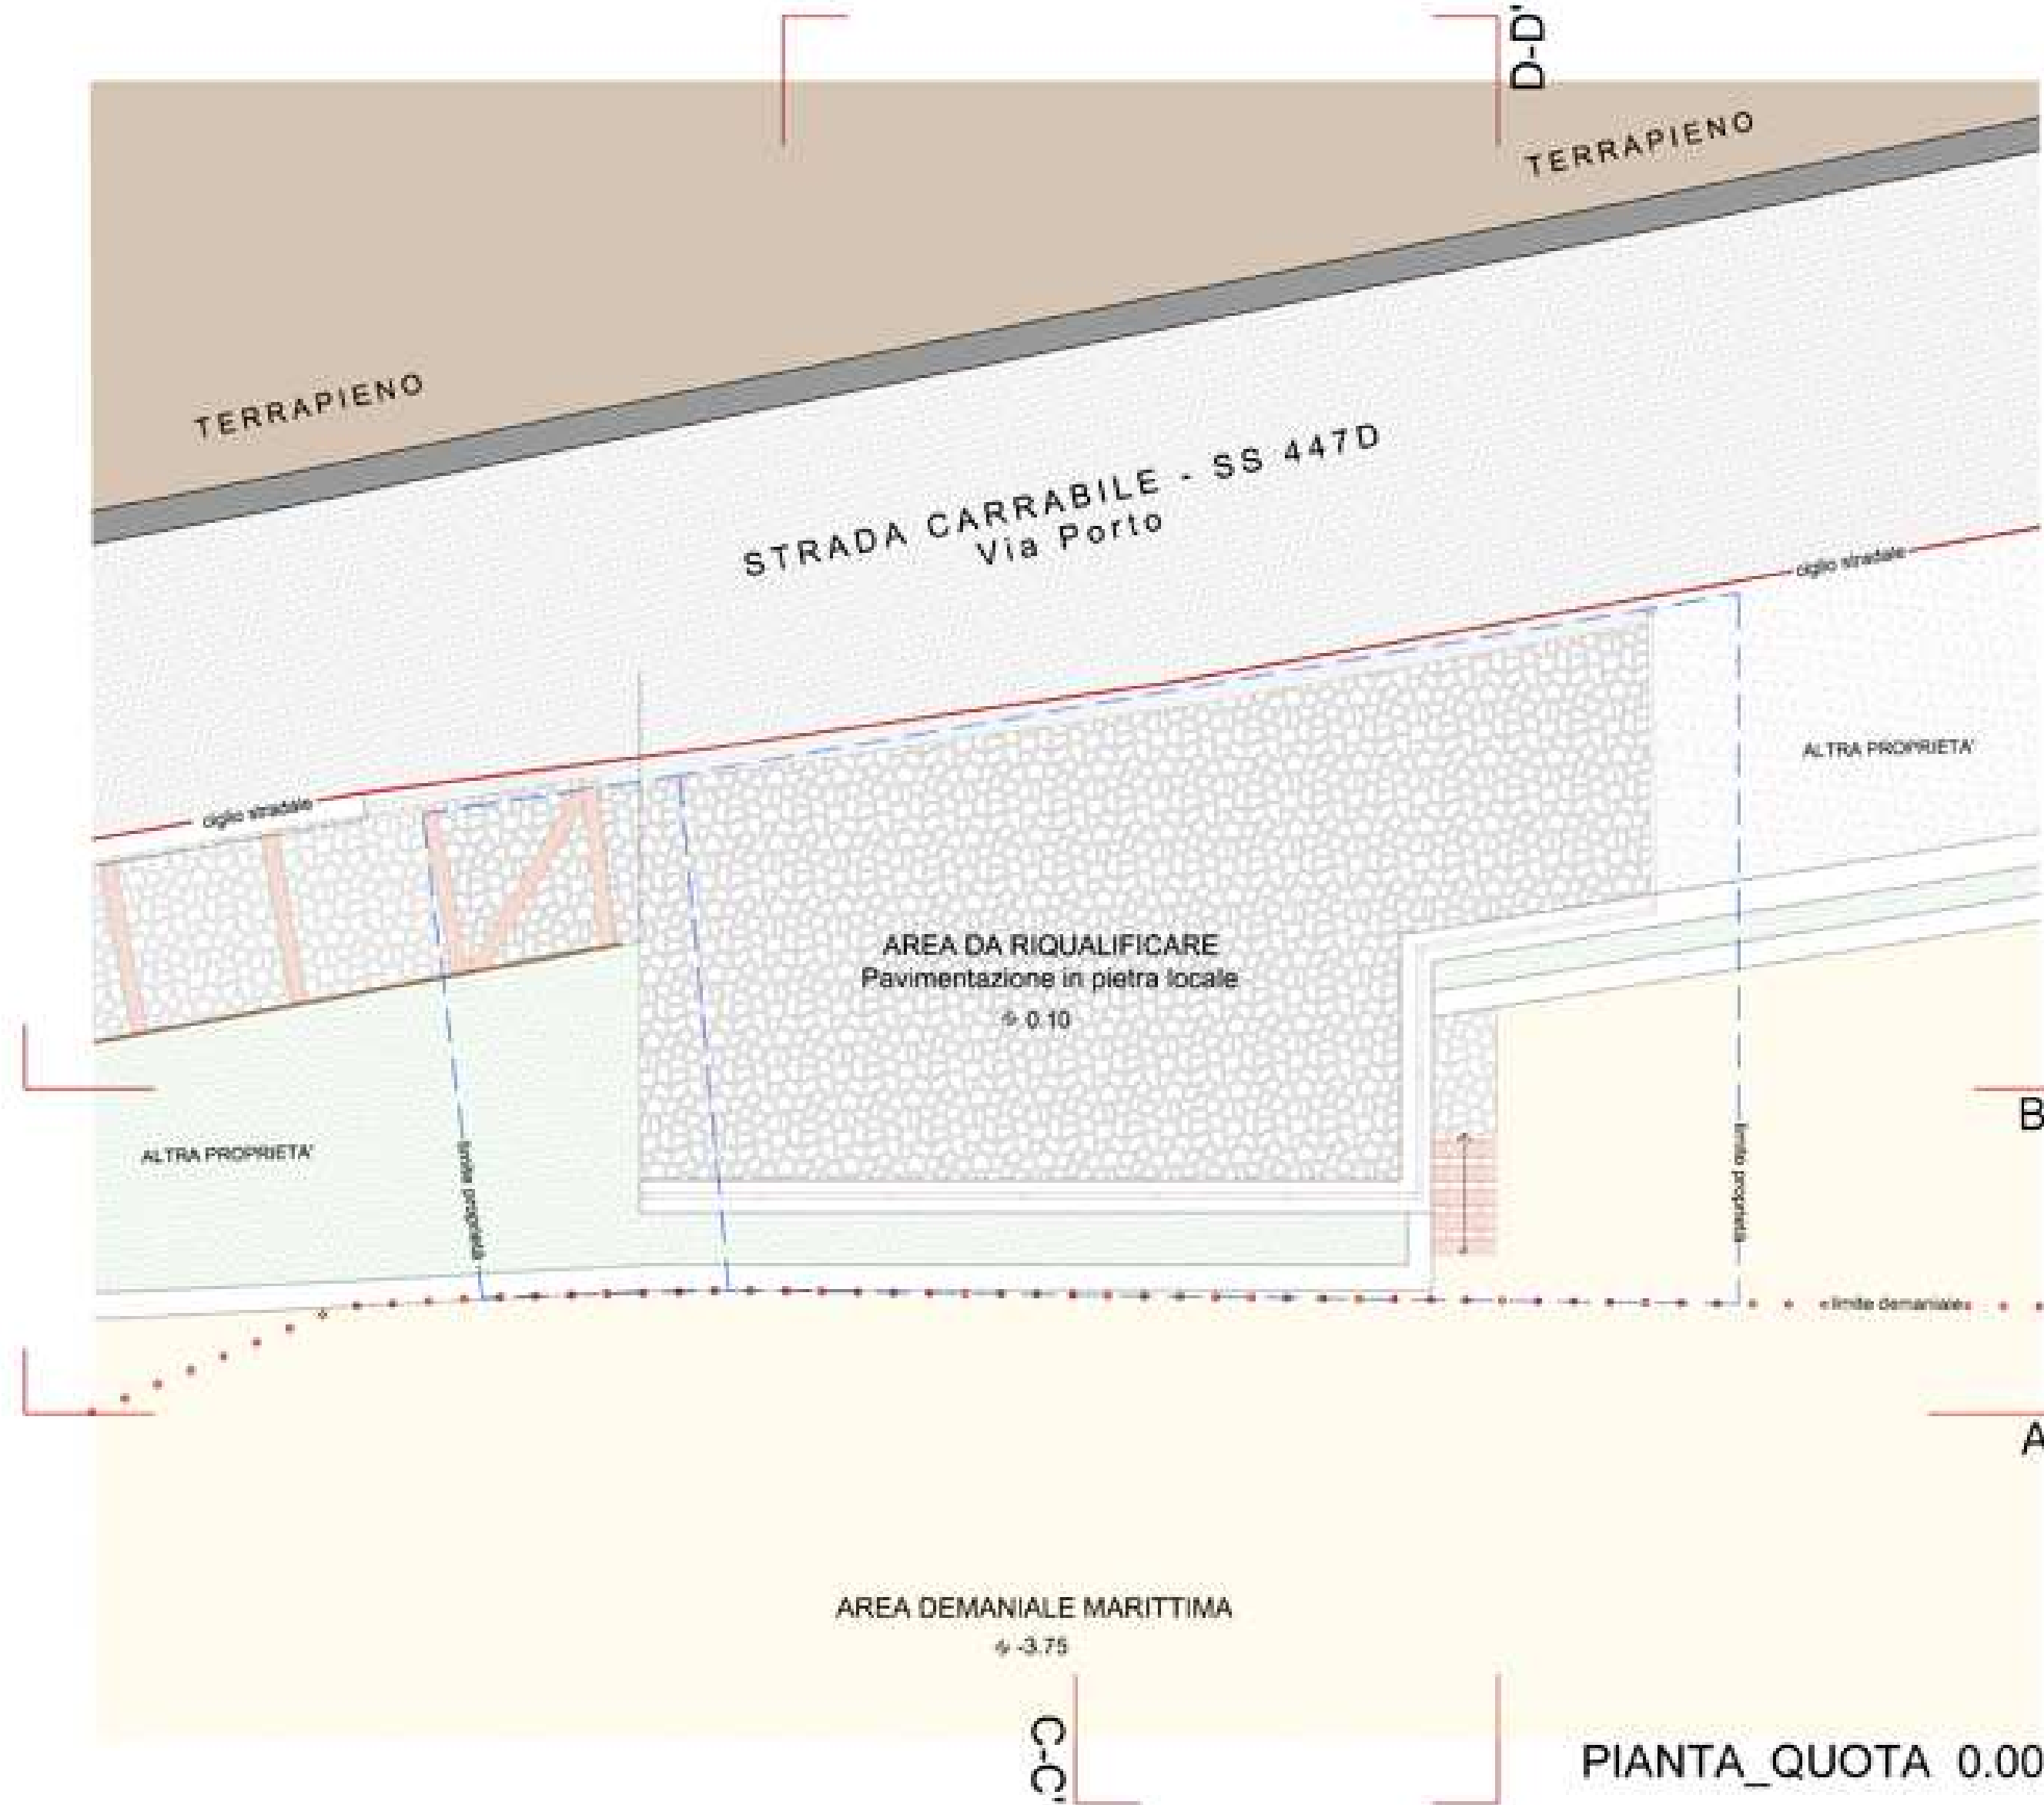 D-D'
TERRAPIENO
TERRAPIENO
STRADA CARRABILE - SS 447D
Via Porto
ciglio stradale
ALTRA PROPRIETA'
ciglio stradale
AREA DA RIQUALIFICARE
Pavimentazione in pietra locale
0.10
B
ALTRA PROPRIETA'
limite proprietà
limite proprietà
limite demaniale
A
AREA DEMANIALE MARITTIMA
-3.75
C-C'
PIANTA_QUOTA 0.00